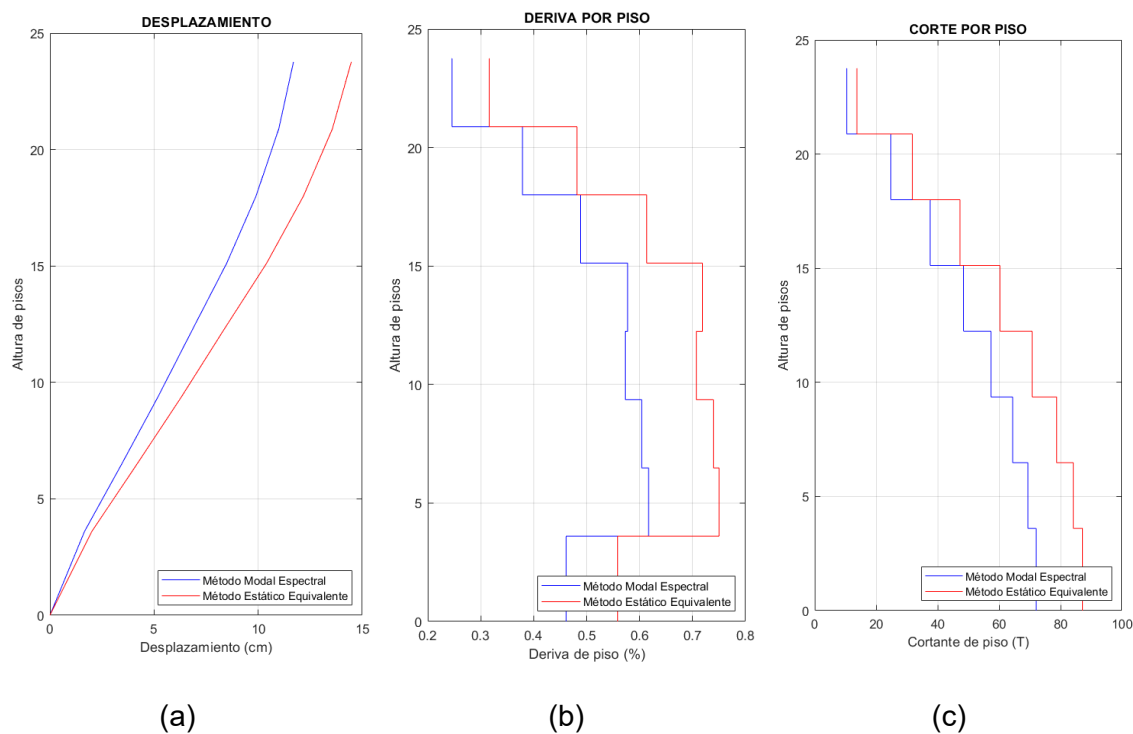 DESPLAZAMIENTO
25
20
15
10
5
0
Altura de pisos
0 5 10 15
Desplazamiento (cm)
Método Modal Espectral
Método Estático Equivalente
(a)
DERIVA POR PISO
25
20
15
10
5
0
Altura de pisos
0.2 0.3 0.4 0.5 0.6 0.7 0.8
Deriva de piso (%)
Método Modal Espectral
Método Estático Equivalente
(b)
CORTE POR PISO
25
20
15
10
5
0
Altura de pisos
0 20 40 60 80 100
Cortante de piso (T)
Método Modal Espectral
Método Estático Equivalente
(c)